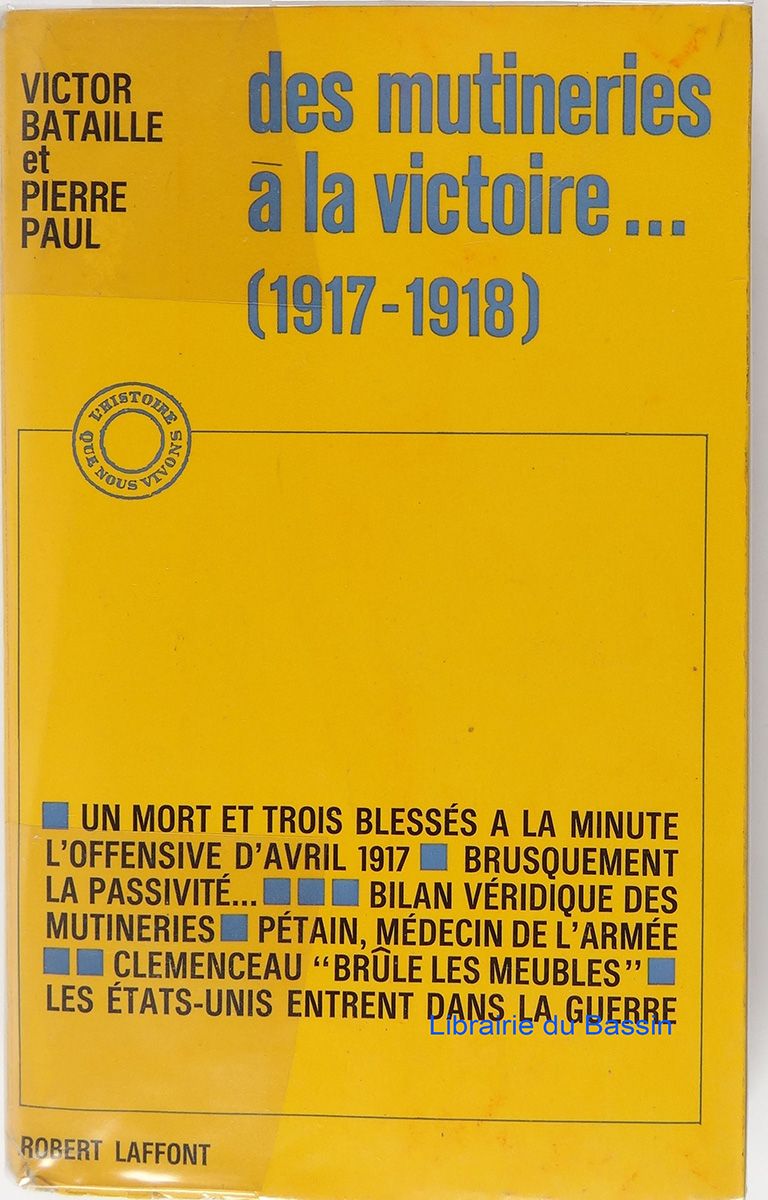 VICTOR
BATAILLE
et
PIERRE
PAUL
des mutineries
à la victoire...
(1917-1918)
L'HISTOIRE
QUE NOUS VIVONS
UN MORT ET TROIS BLESSÉS A LA MINUTE
L'OFFENSIVE D'AVRIL 1917 ■ BRUSQUEMENT
LA PASSIVITÉ... ■ ■ ■ BILAN VÉRIDIQUE DES
MUTINERIES ■ PÉTAIN, MÉDECIN DE L'ARMÉE
■ ■ CLEMENCEAU "BRÛLE LES MEUBLES" ■
LES ÉTATS-UNIS ENTRENT DANS LA GUERRE
Librairie du Bassin
ROBERT LAFFONT